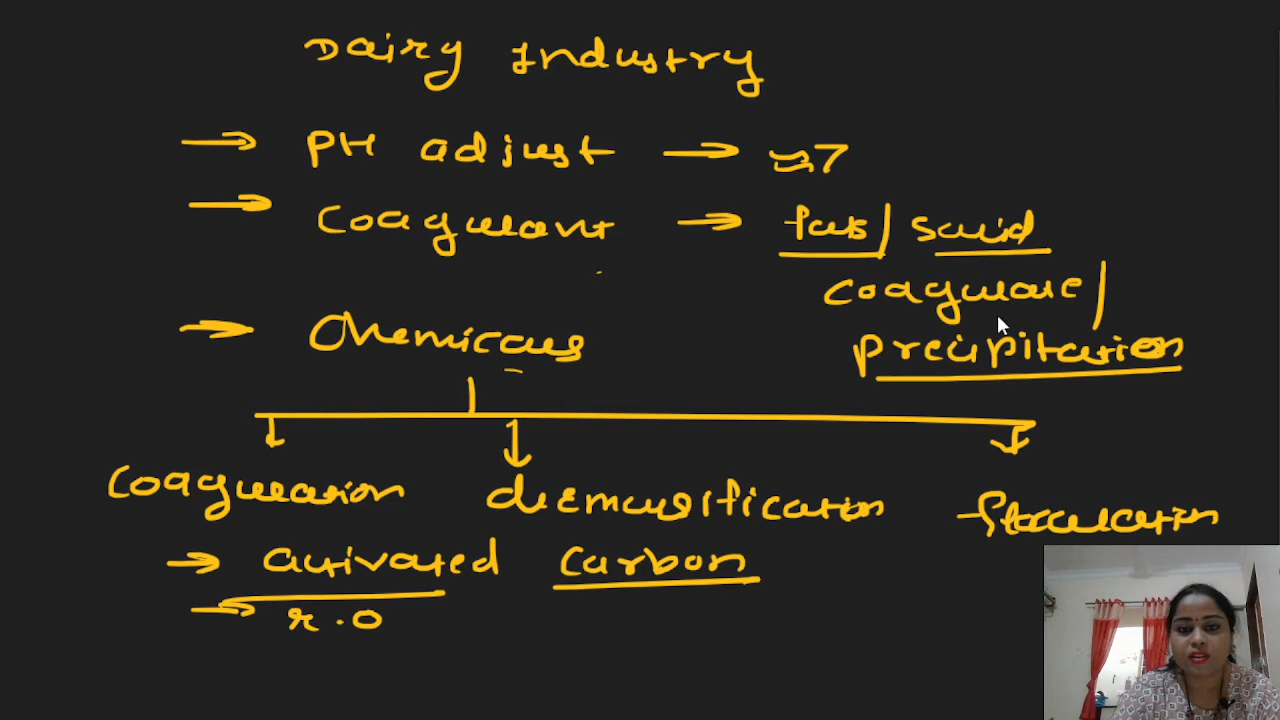 Dairy Industry
→ PH adjust → ≃7
→ Coagulant → fats/ Solid
coagulate/
precipitation
→ Chemicals
Coagulation demulsification flocculation
→ activated carbon
→ R.O